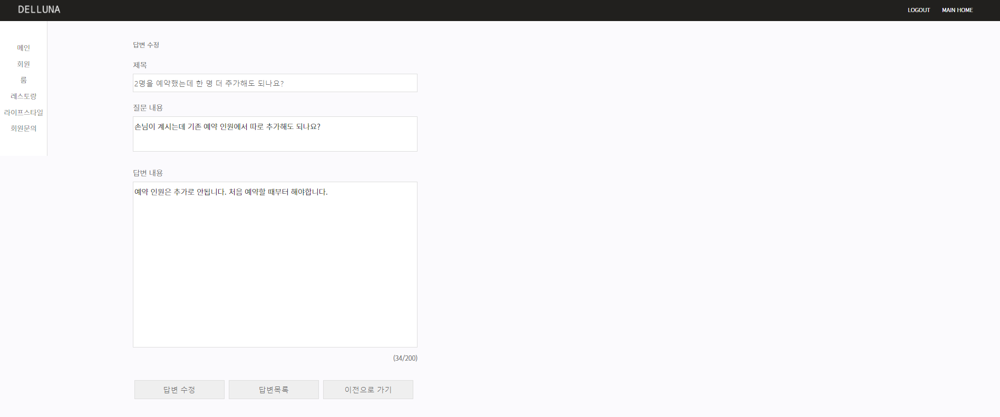 DELLUNA
LOGOUT MAIN HOME
메인
회원
룸
레스토랑
라이프스타일
회원문의
답변 수정
제목
2명을 예약했는데 한 명 더 추가해도 되나요?
질문 내용
손님이 계시는데 기존 예약 인원에서 따로 추가해도 되나요?
답변 내용
예약 인원은 추가로 안됩니다. 처음 예약할 때부터 해야합니다.
(34/200)
답변 수정 답변목록 이전으로 가기